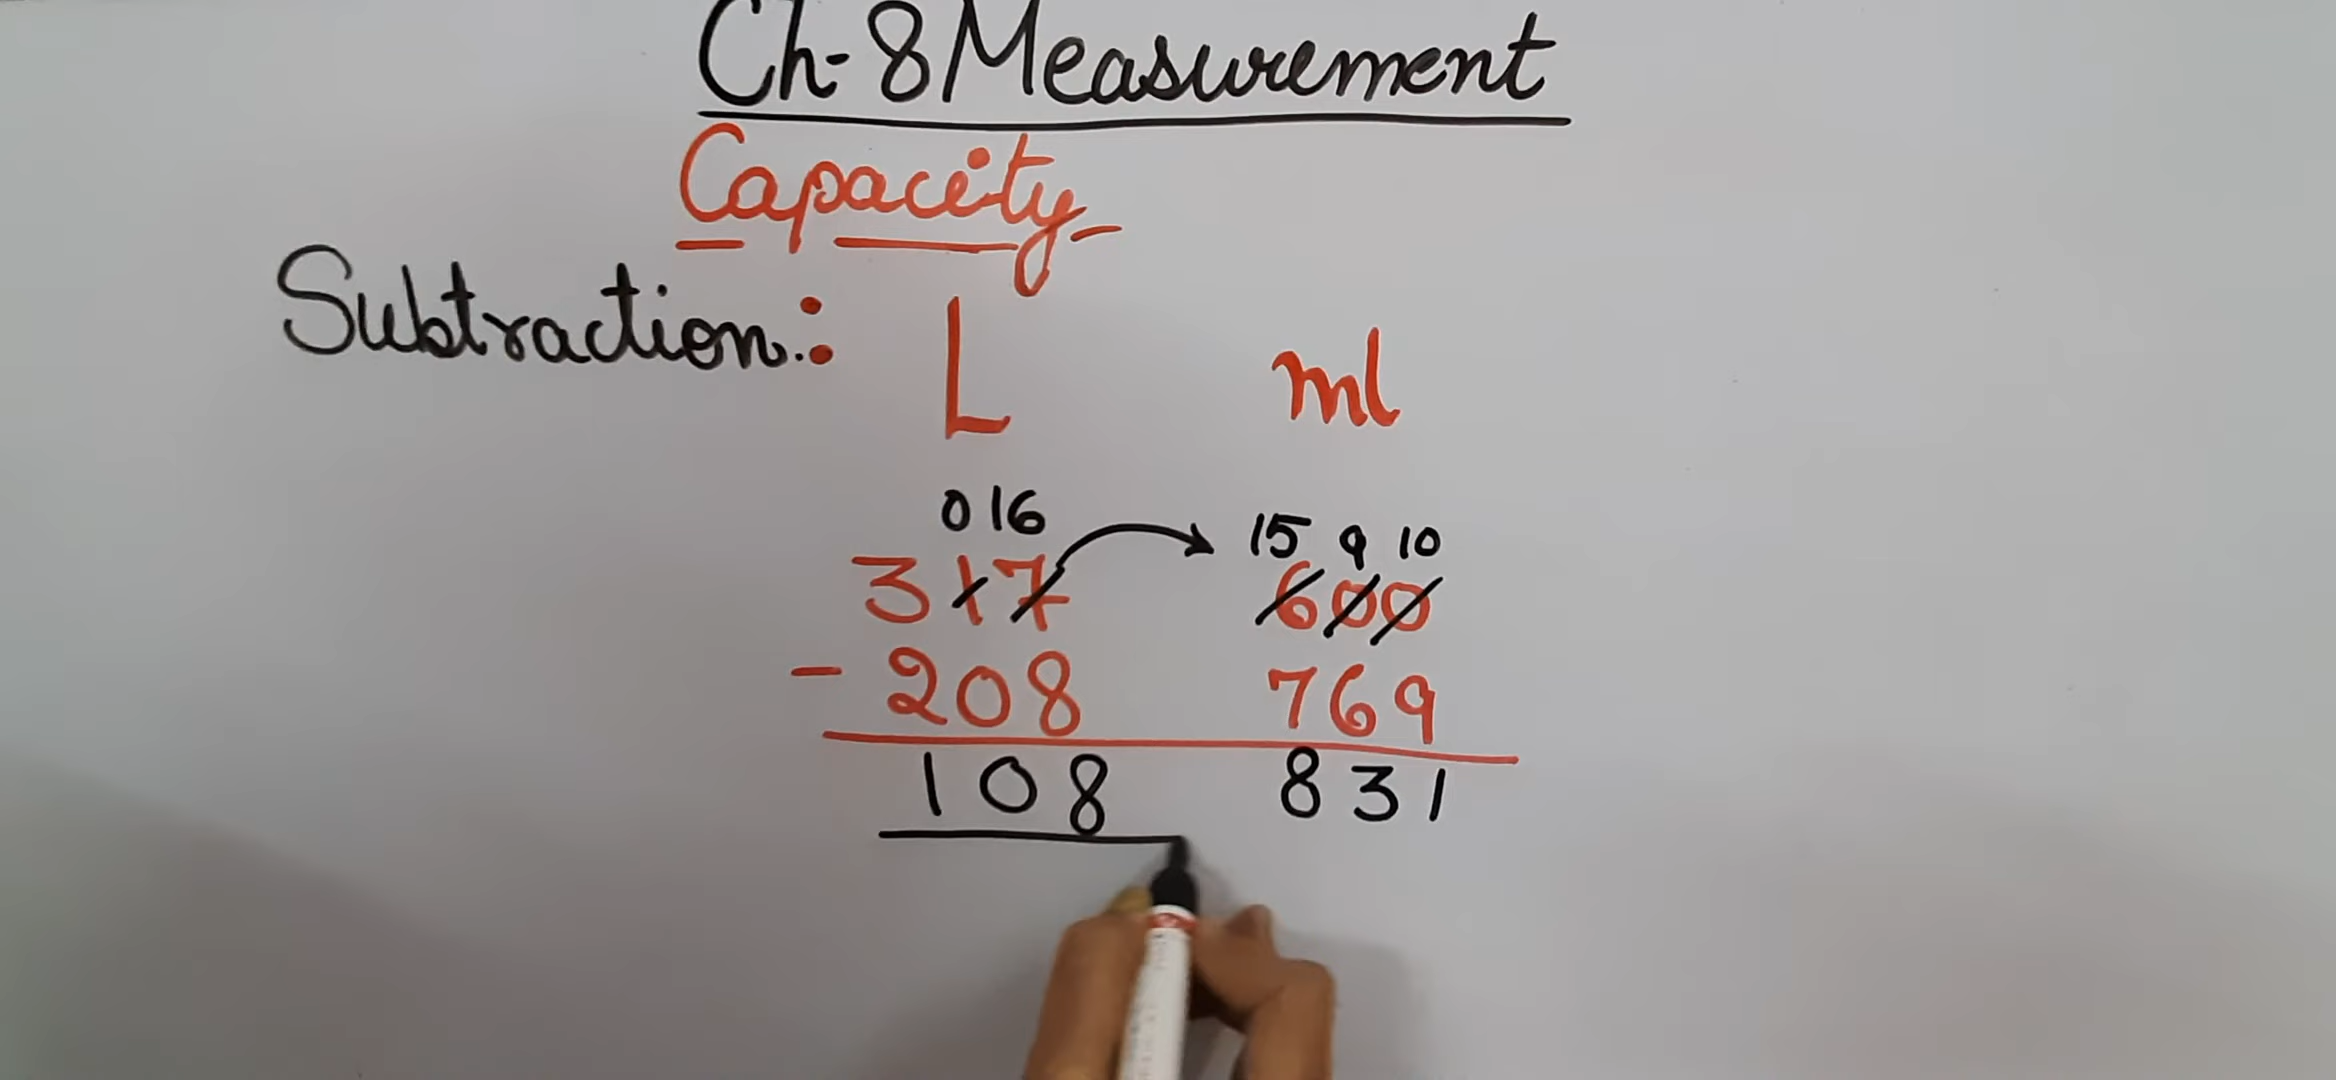 Ch-8 Measurement
Capacity-
Subtraction:
L ml
0 16 15 9 10
317 600
- 208 769
108 831